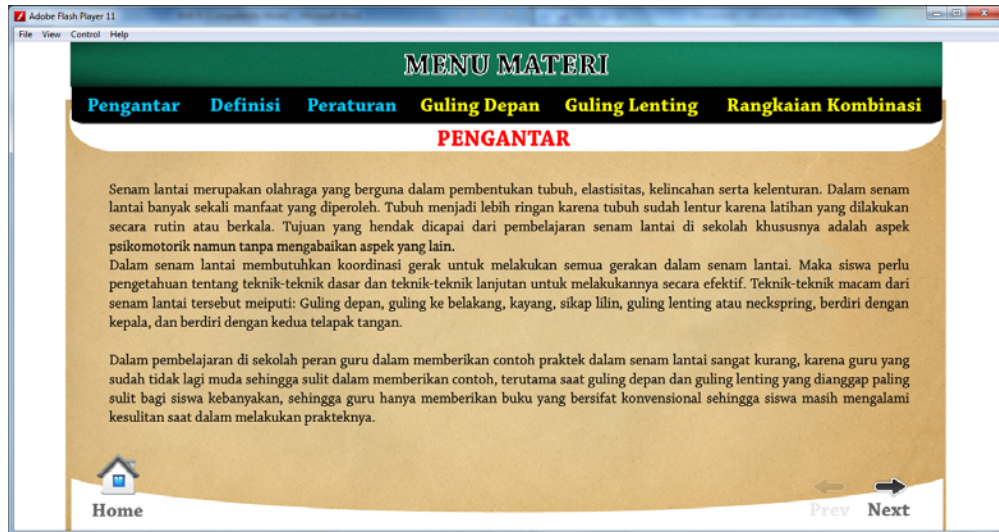 Adobe Flash Player 11
File View Control Help
MENU MATERI
Pengantar Definisi Peraturan Guling Depan Guling Lenting Rangkaian Kombinasi
PENGANTAR
Senam lantai merupakan olahraga yang berguna dalam pembentukan tubuh, elastisitas, kelincahan serta kelenturan. Dalam senam
lantai banyak sekali manfaat yang diperoleh. Tubuh menjadi lebih ringan karena tubuh sudah lentur karena latihan yang dilakukan
secara rutin atau berkala. Tujuan yang hendak dicapai dari pembelajaran senam lantai di sekolah khususnya adalah aspek
psikomotorik namun tanpa mengabaikan aspek yang lain.
Dalam senam lantai membutuhkan koordinasi gerak untuk melakukan semua gerakan dalam senam lantai. Maka siswa perlu
pengetahuan tentang teknik-teknik dasar dan teknik-teknik lanjutan untuk melakukannya secara efektif. Teknik-teknik macam dari
senam lantai tersebut meiputi: Guling depan, guling ke belakang, kayang, sikap lilin, guling lenting atau neckspring, berdiri dengan
kepala, dan berdiri dengan kedua telapak tangan.
Dalam pembelajaran di sekolah peran guru dalam memberikan contoh praktek dalam senam lantai sangat kurang, karena guru yang
sudah tidak lagi muda sehingga sulit dalam memberikan contoh, terutama saat guling depan dan guling lenting yang dianggap paling
sulit bagi siswa kebanyakan, sehingga guru hanya memberikan buku yang bersifat konvensional sehingga siswa masih mengalami
kesulitan saat dalam melakukan prakteknya.
Home Prev Next